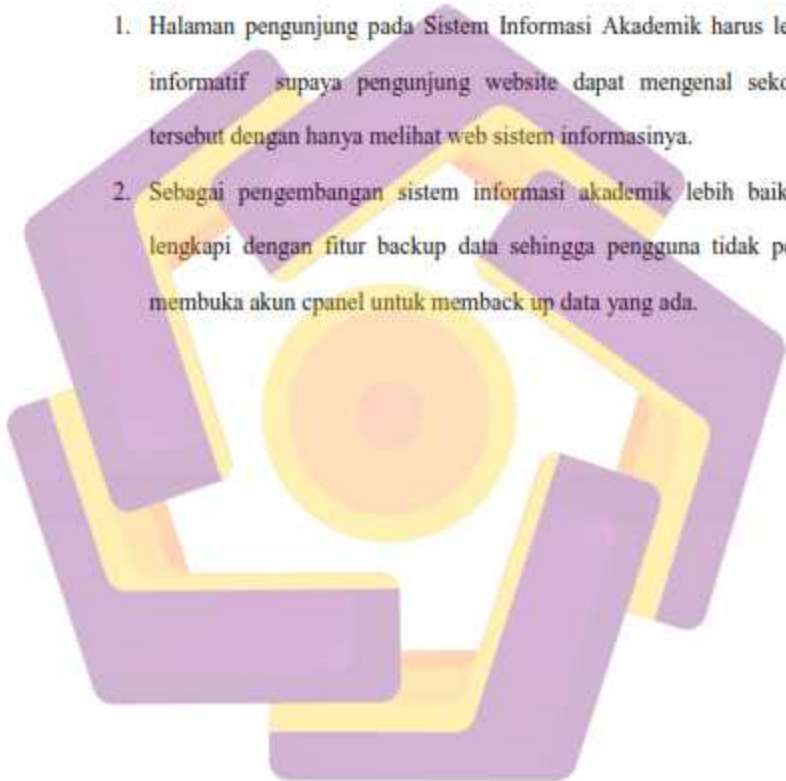 1. Halaman pengunjung pada Sistem Informasi Akademik harus le
informatif supaya pengunjung website dapat mengenal seko
tersebut dengan hanya melihat web sistem informasinya.
2. Sebagai pengembangan sistem informasi akademik lebih baik
lengkapi dengan fitur backup data sehingga pengguna tidak pe
membuka akun cpanel untuk memback up data yang ada.